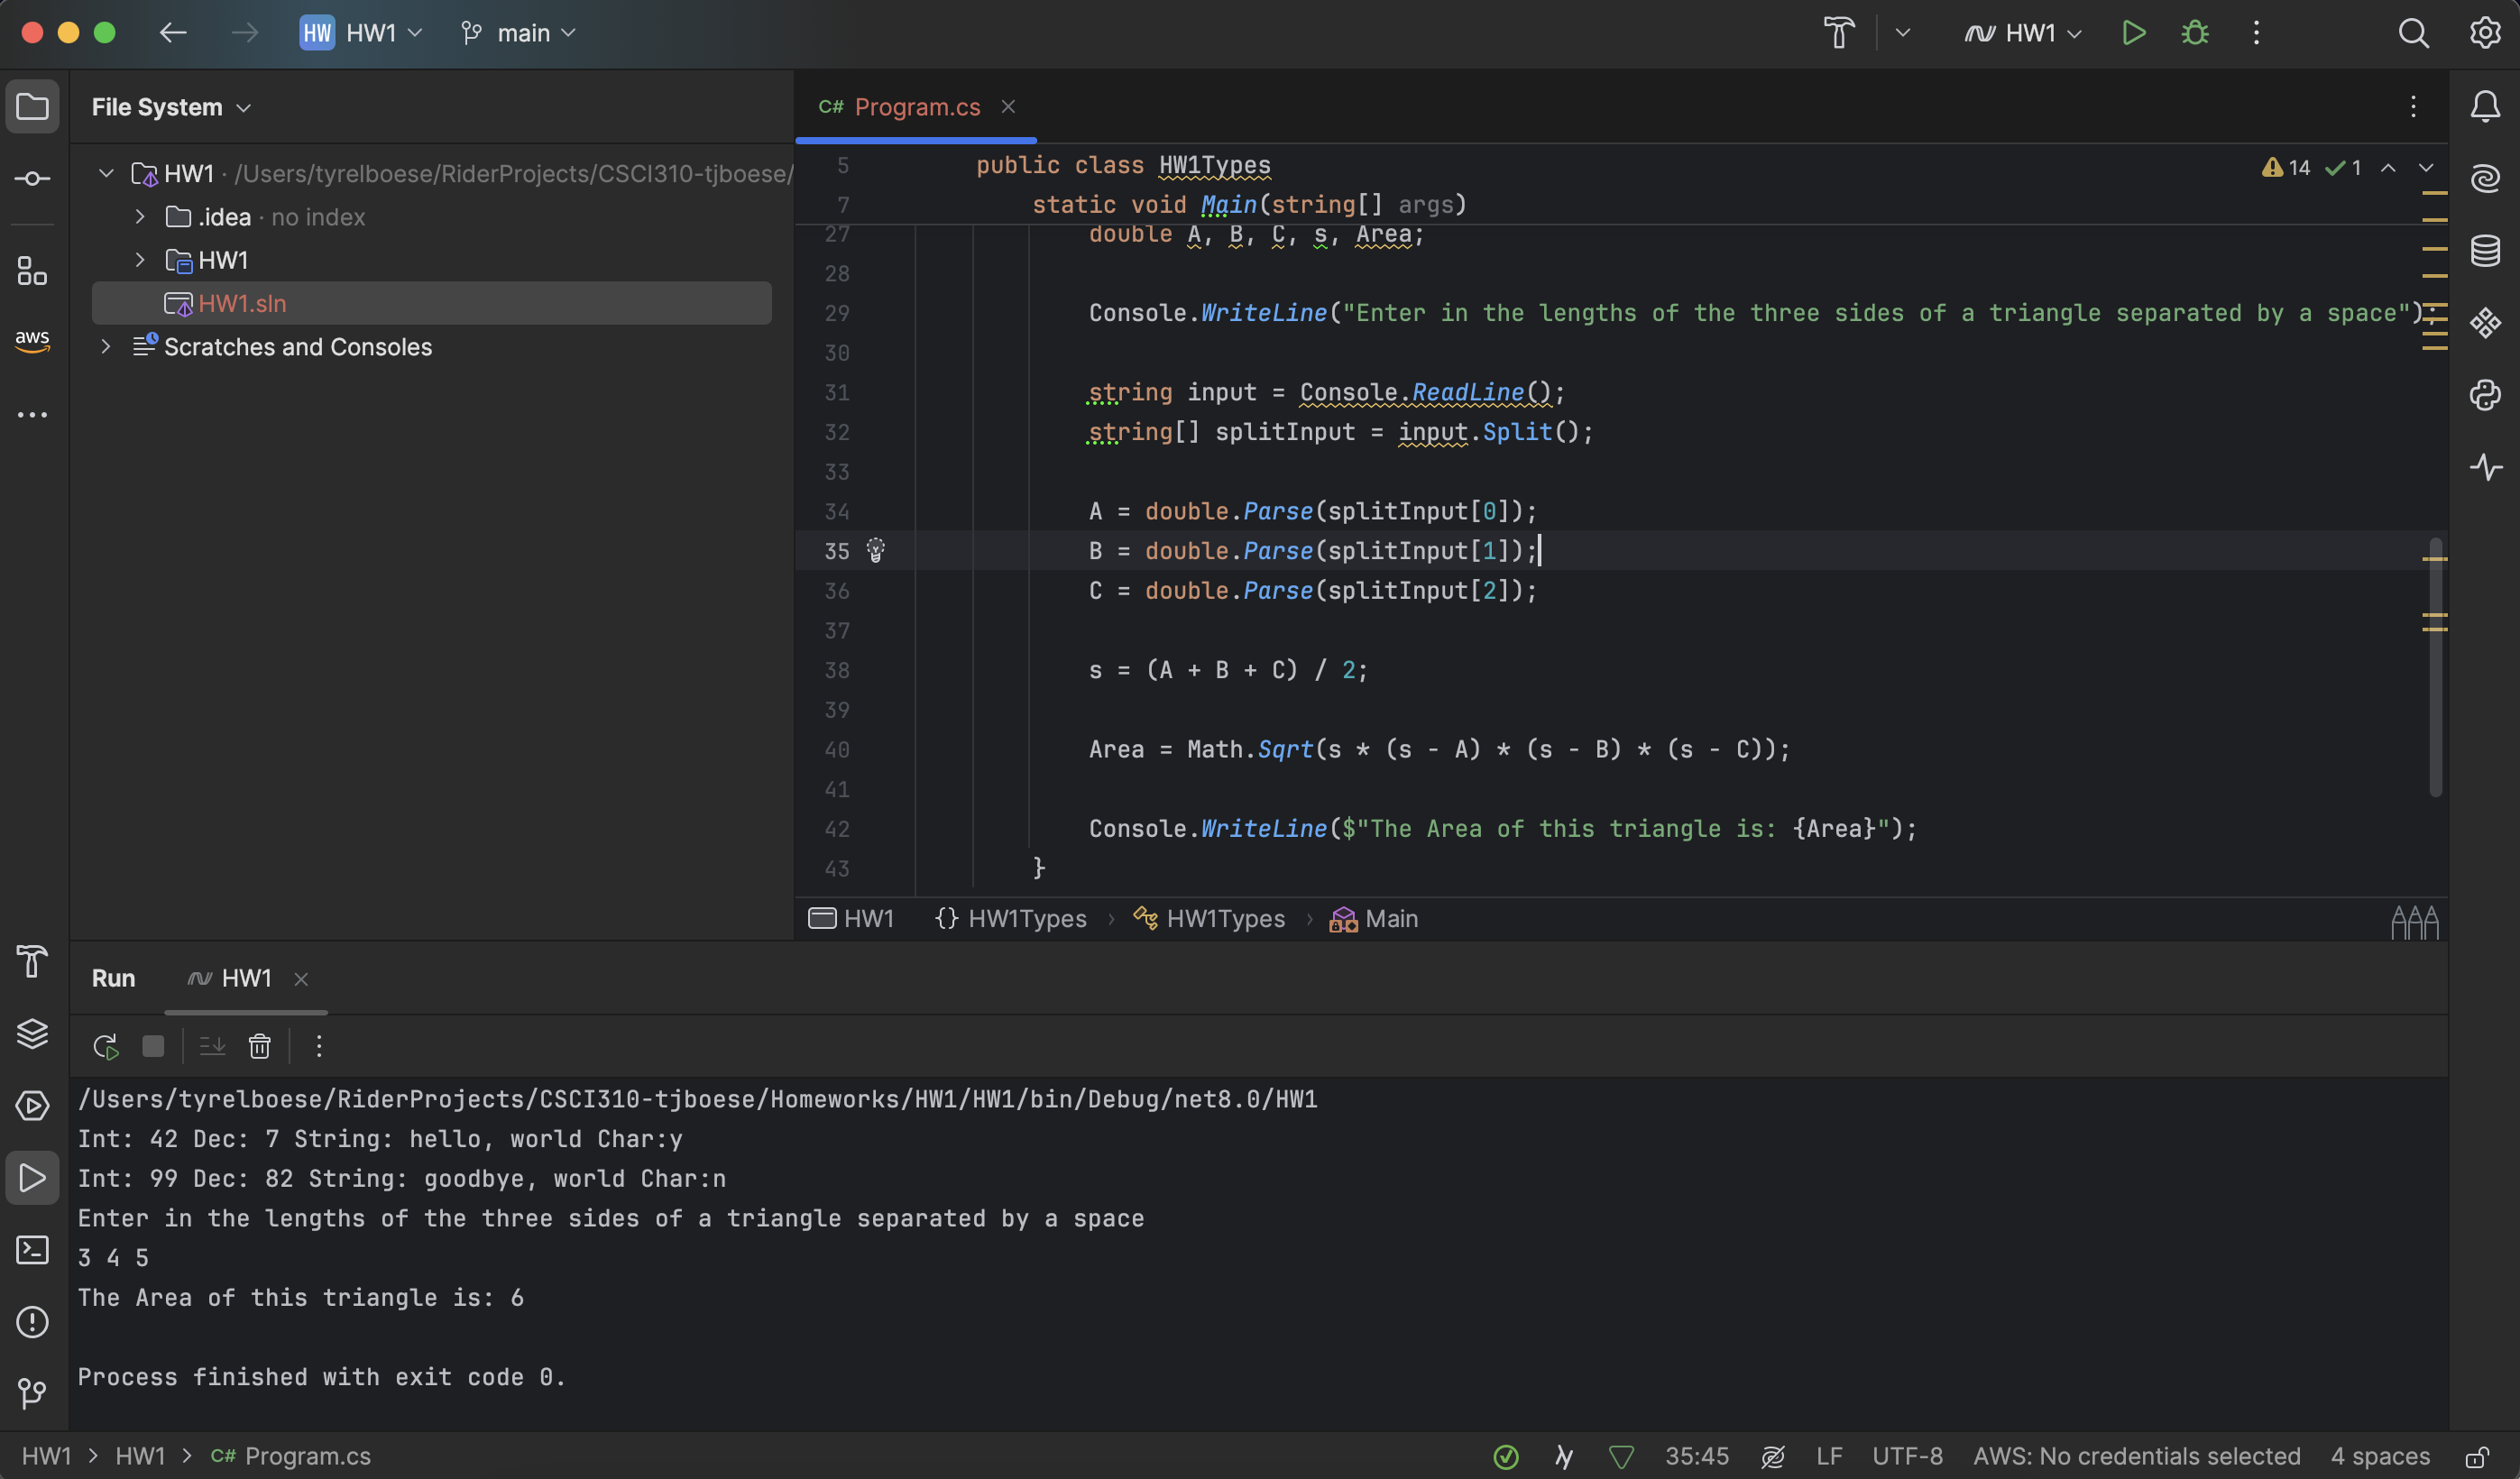 HW HW1 main HW1
File System
C# Program.cs
HW1 · /Users/tyrelboese/RiderProjects/CSCI310-tjboese/
.idea · no index
HW1
HW1.sln
Scratches and Consoles
aws
14 1
5 public class HW1Types
7 static void Main(string[] args)
27 double A, B, C, s, Area;
28
29 Console.WriteLine("Enter in the lengths of the three sides of a triangle separated by a space");
30
31 string input = Console.ReadLine();
32 string[] splitInput = input.Split();
33
34 A = double.Parse(splitInput[0]);
35 B = double.Parse(splitInput[1]);
36 C = double.Parse(splitInput[2]);
37
38 s = (A + B + C) / 2;
39
40 Area = Math.Sqrt(s * (s - A) * (s - B) * (s - C));
41
42 Console.WriteLine($"The Area of this triangle is: {Area}");
43 }
HW1 {} HW1Types › HW1Types › Main
Run HW1
/Users/tyrelboese/RiderProjects/CSCI310-tjboese/Homeworks/HW1/HW1/bin/Debug/net8.0/HW1
Int: 42 Dec: 7 String: hello, world Char:y
Int: 99 Dec: 82 String: goodbye, world Char:n
Enter in the lengths of the three sides of a triangle separated by a space
3 4 5
The Area of this triangle is: 6
Process finished with exit code 0.
HW1 > HW1 > C# Program.cs 35:45 LF UTF-8 AWS: No credentials selected 4 spaces